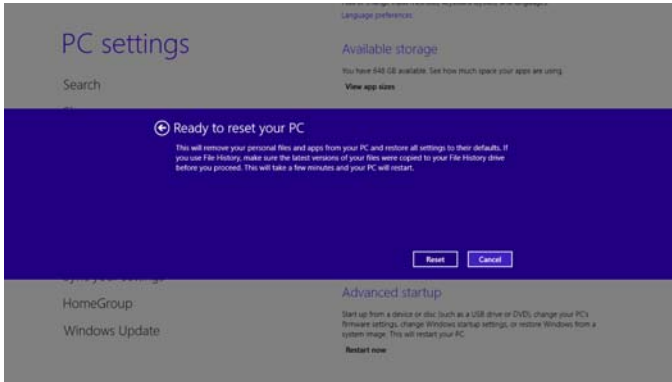 Language preferences
PC settings
Available storage
You have 648 GB available. See how much space your apps are using.
View app sizes
Search
Ready to reset your PC
This will remove your personal files and apps from your PC and restore all settings to their defaults. If
you use File History, make sure the latest versions of your files were copied to your File History drive
before you proceed. This will take a few minutes and your PC will restart.
Reset
Cancel
HomeGroup
Windows Update
Advanced startup
Start up from a device or disc (such as a USB drive or DVD), change your PC's
firmware settings, change Windows startup settings, or restore Windows from a
system image. This will restart your PC.
Restart now